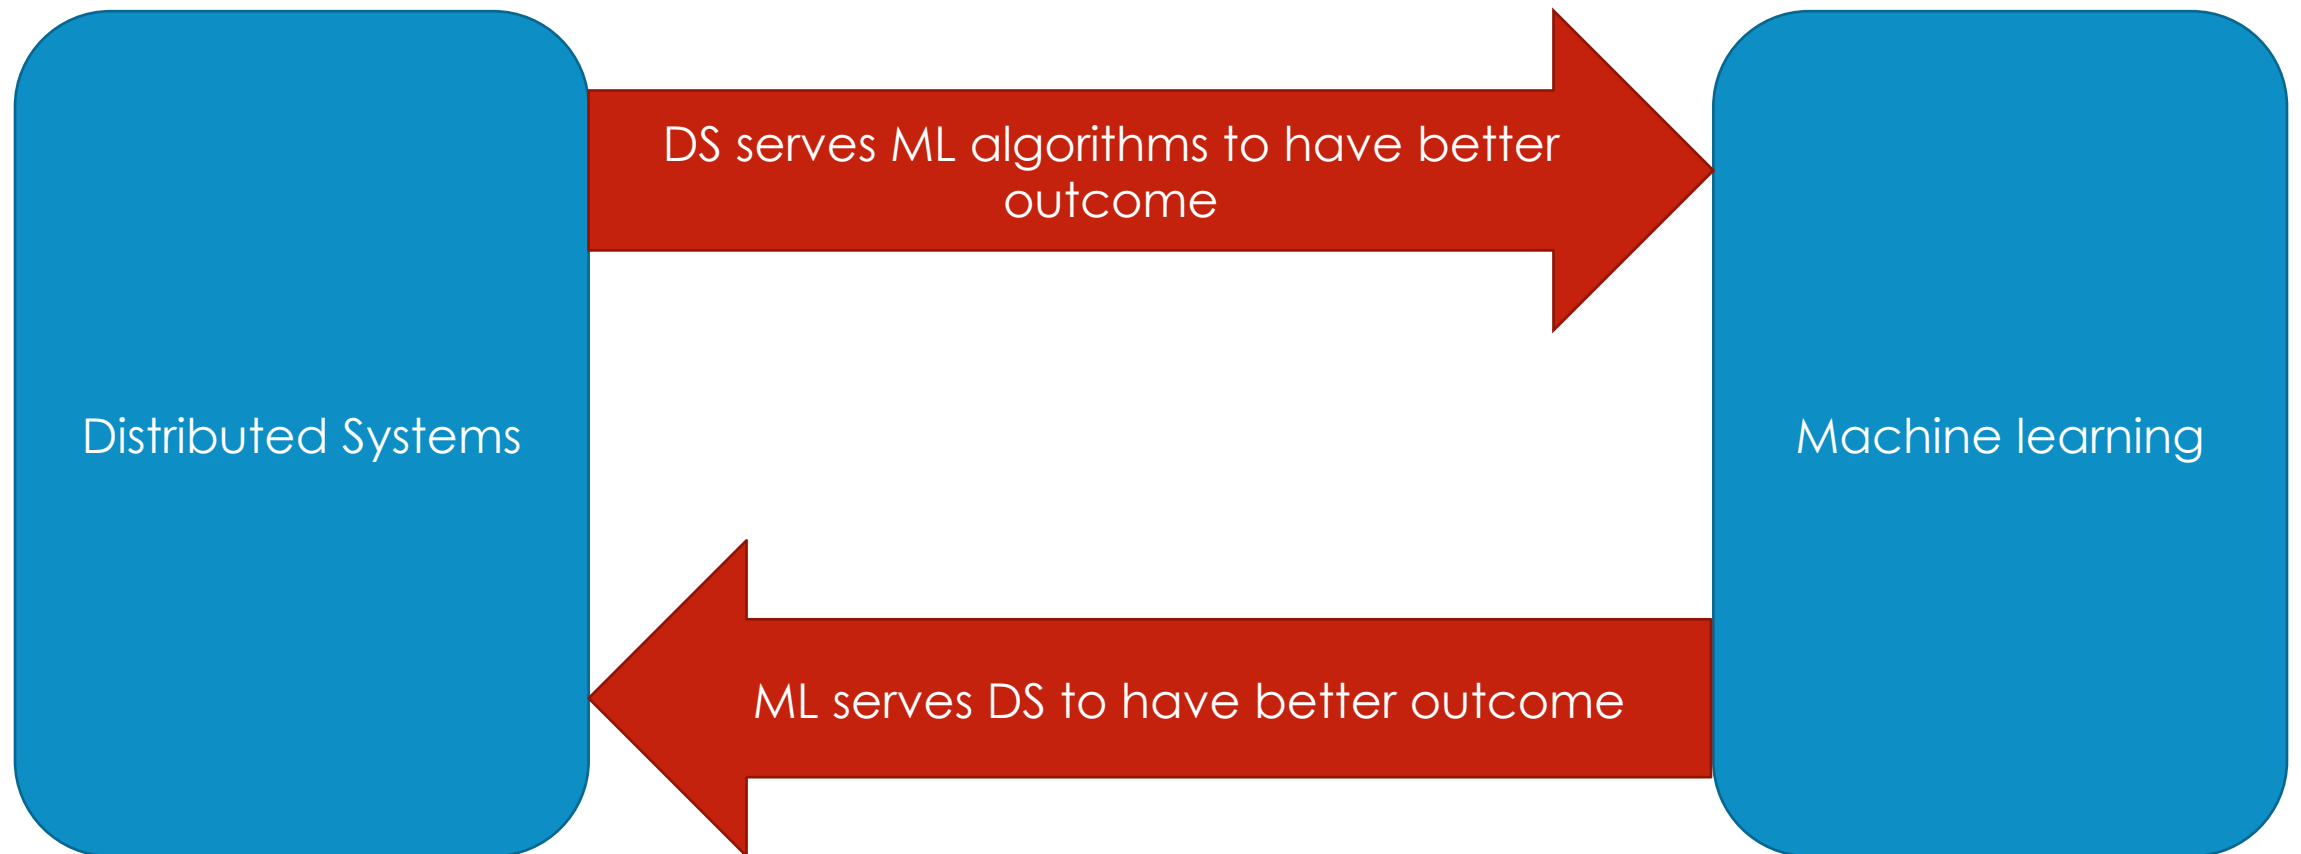 DS serves ML algorithms to have better
outcome
Distributed Systems
Machine learning
ML serves DS to have better outcome